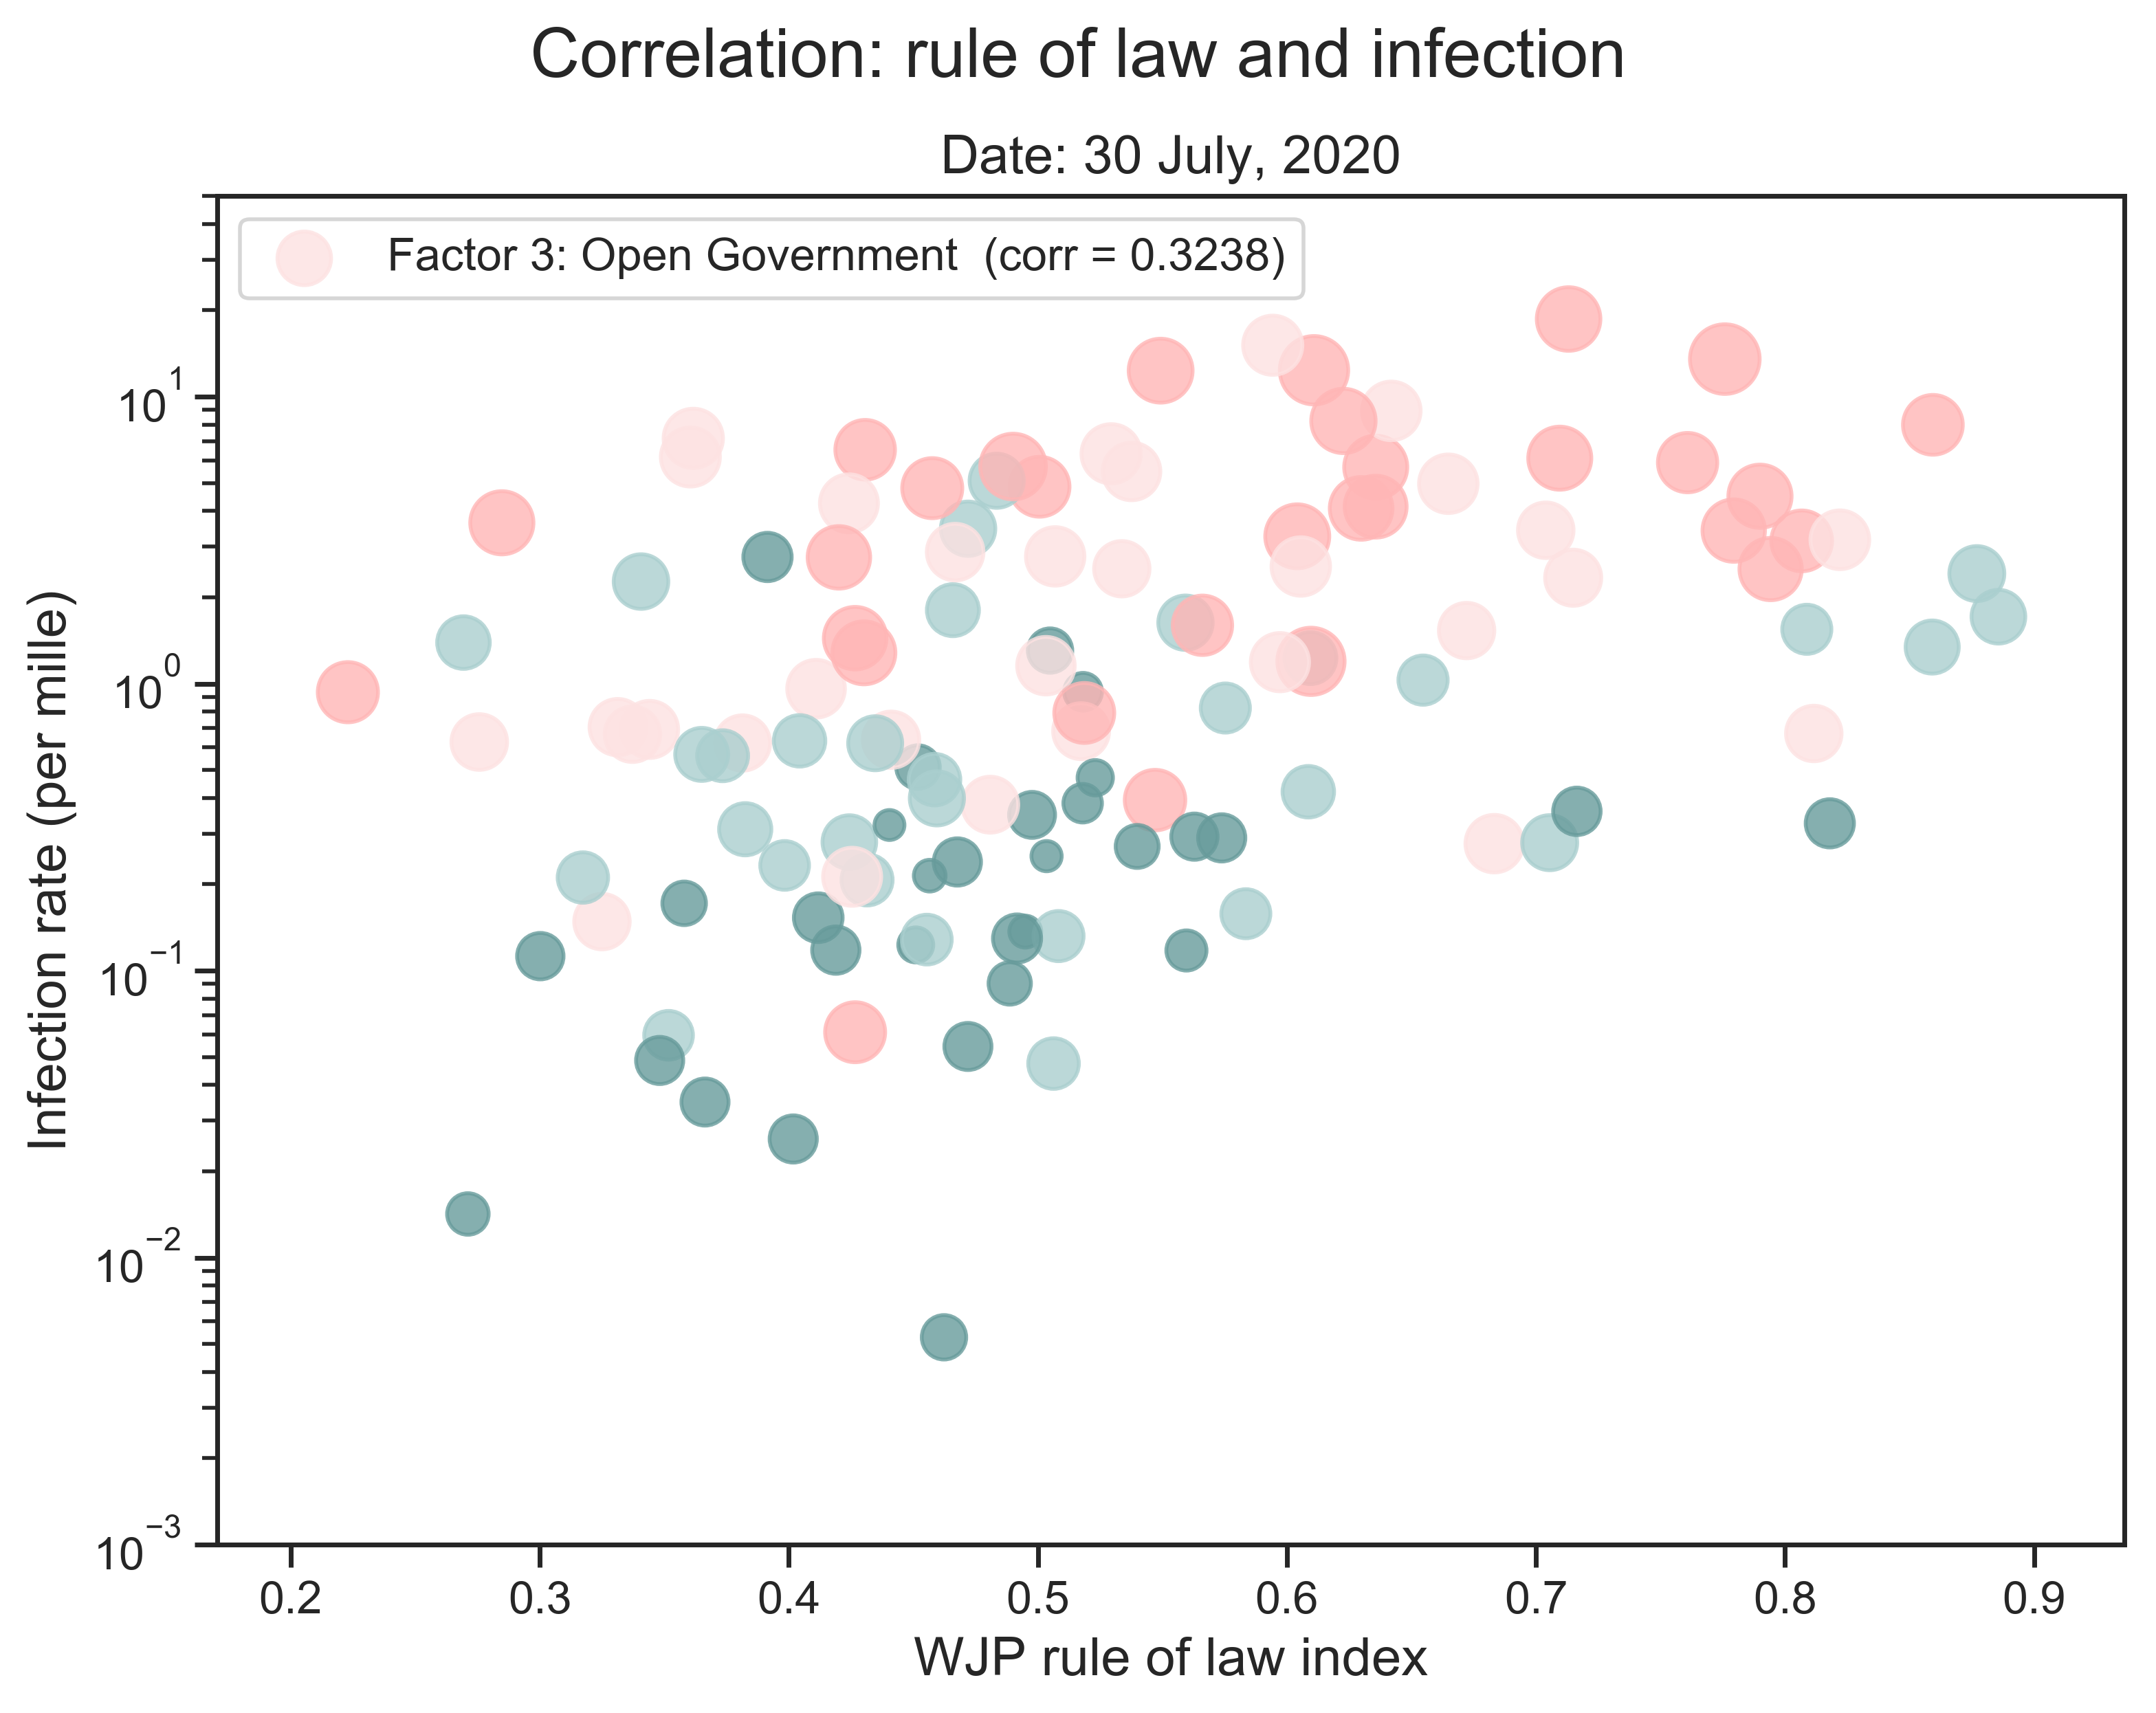 Correlation: rule of law and infection
Date: 30 July, 2020
Factor 3: Open Government (corr = 0.3238)
Infection rate (per mille)
10^1
10^0
10^−1
10^−2
10^−3
0.2 0.3 0.4 0.5 0.6 0.7 0.8 0.9
WJP rule of law index